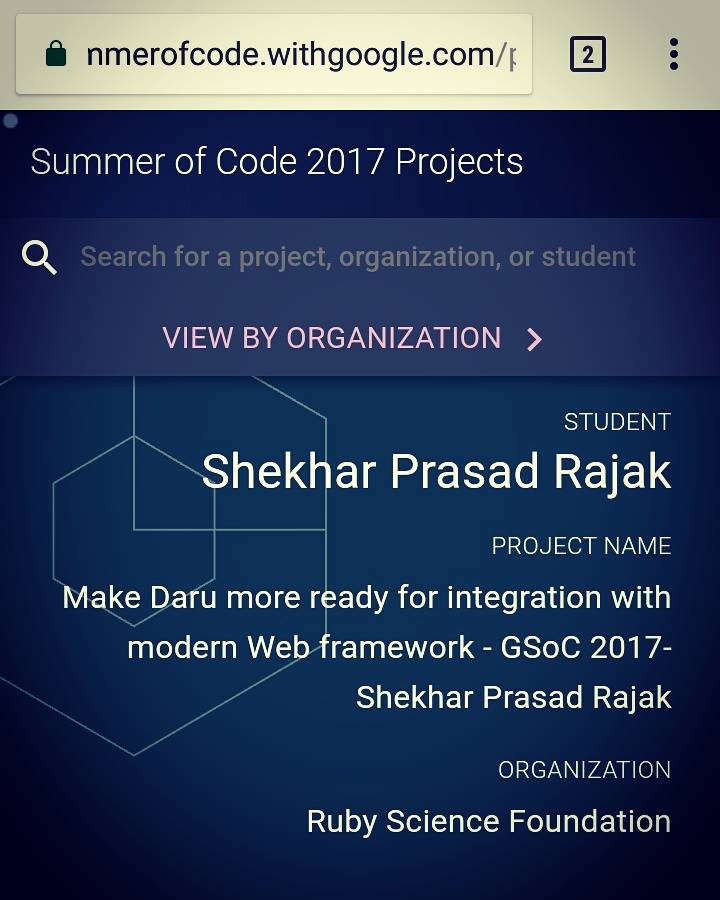 nmerofcode.withgoogle.com/p
2
Summer of Code 2017 Projects
Search for a project, organization, or student
VIEW BY ORGANIZATION
STUDENT
Shekhar Prasad Rajak
PROJECT NAME
Make Daru more ready for integration with
modern Web framework - GSoC 2017-
Shekhar Prasad Rajak
ORGANIZATION
Ruby Science Foundation